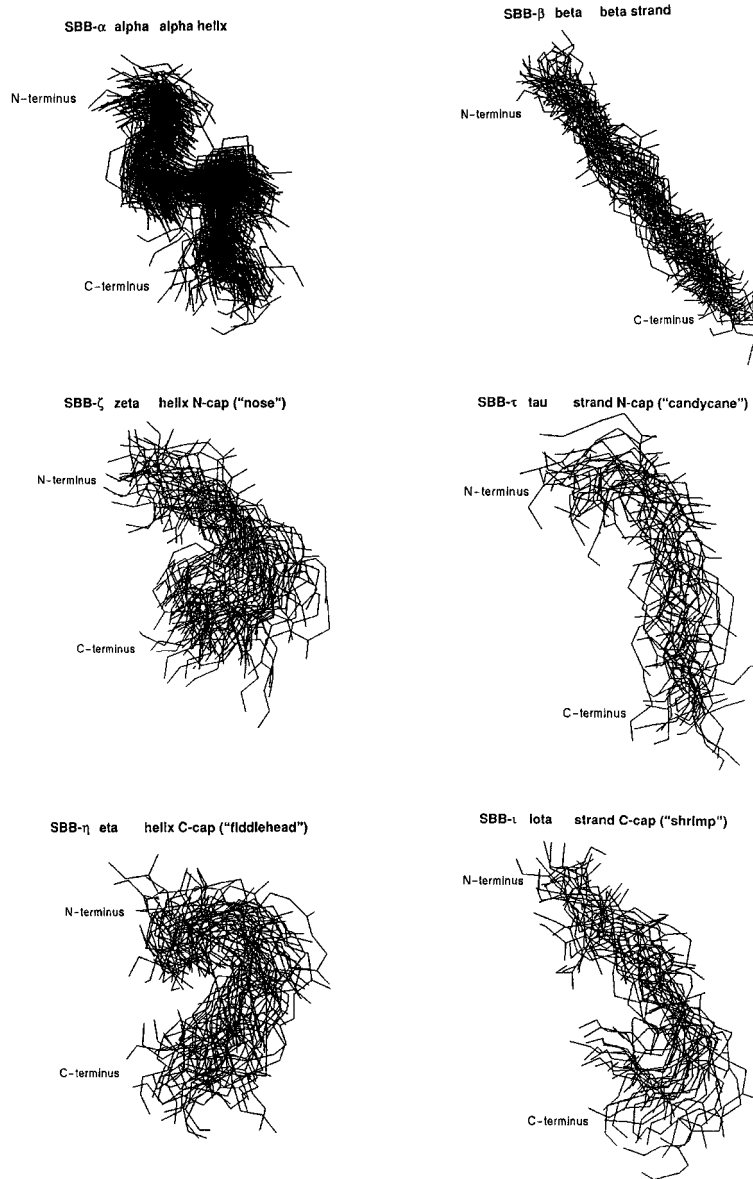 SBB-α alpha alpha helix
N-terminus
C-terminus
SBB-β beta beta strand
N-terminus
C-terminus
SBB-ζ zeta helix N-cap ("nose")
N-terminus
C-terminus
SBB-τ tau strand N-cap ("candycane")
N-terminus
C-terminus
SBB-η eta helix C-cap ("fiddlehead")
N-terminus
C-terminus
SBB-ι iota strand C-cap ("shrimp")
N-terminus
C-terminus